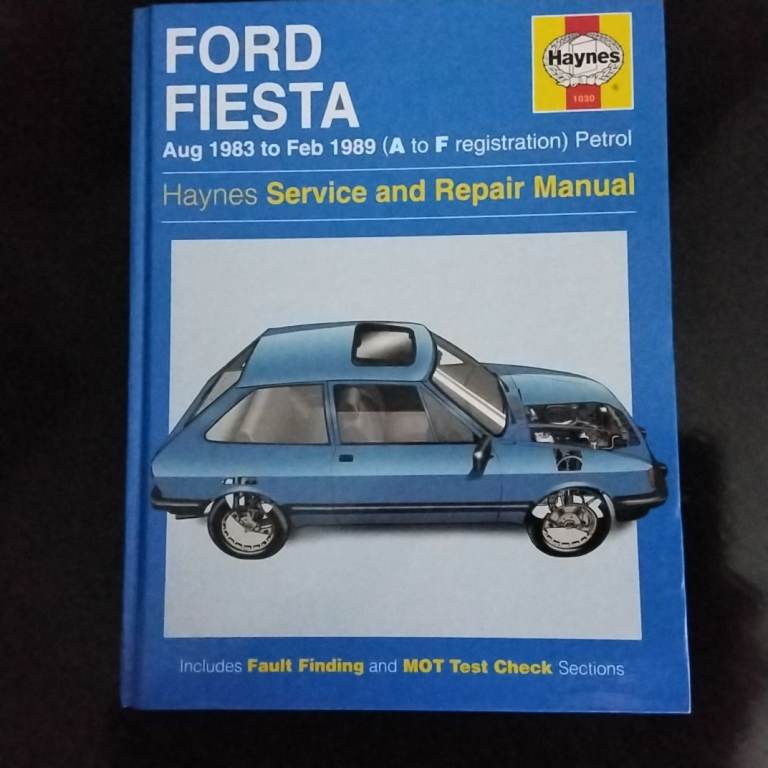 FORD
FIESTA
Haynes
1030
Aug 1983 to Feb 1989 (A to F registration) Petrol
Haynes Service and Repair Manual
Includes Fault Finding and MOT Test Check Sections